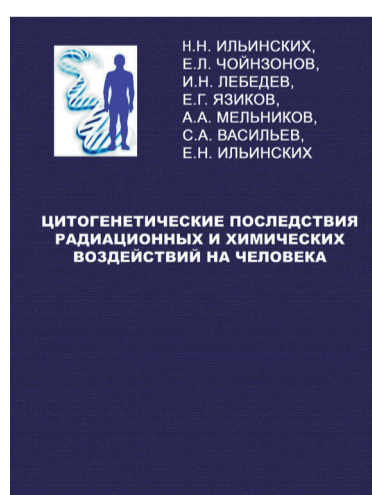 Н.Н. ИЛЬИНСКИХ,
Е.Л. ЧОЙНЗОНОВ,
И.Н. ЛЕБЕДЕВ,
Е.Г. ЯЗИКОВ,
А.А. МЕЛЬНИКОВ,
С.А. ВАСИЛЬЕВ,
Е.Н. ИЛЬИНСКИХ
ЦИТОГЕНЕТИЧЕСКИЕ ПОСЛЕДСТВИЯ
РАДИАЦИОННЫХ И ХИМИЧЕСКИХ
ВОЗДЕЙСТВИЙ НА ЧЕЛОВЕКА